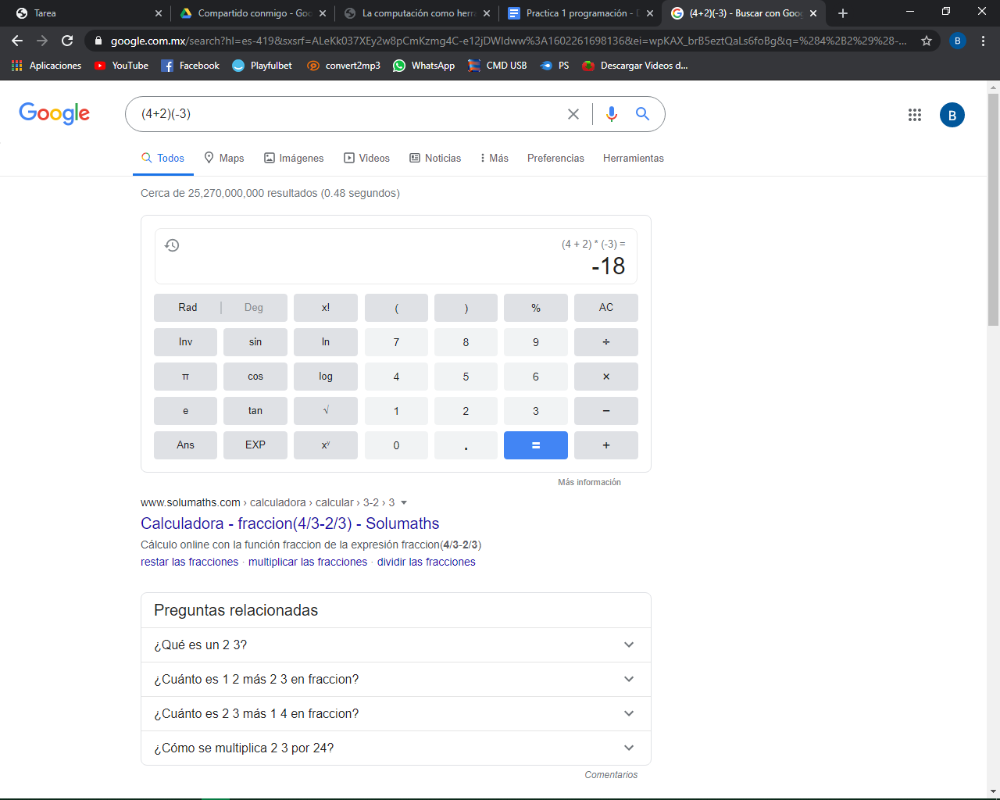 Tarea
Compartido conmigo - Goo
La computación como herra
Practica 1 programación - D
(4+2)(-3) - Buscar con Goog
google.com.mx/search?hl=es-419&sxsrf=ALeKk037XEy2w8pCmKzmg4C-e12jDWIdww%3A1602261698136&ei=wpKAX_brB5eztQaLs6foBg&q=%284%2B2%29%28-...
B
Aplicaciones
YouTube
Facebook
Playfulbet
convert2mp3
WhatsApp
CMD USB
PS
Descargar Videos d...
Google
(4+2)(-3)
B
Todos
Maps
Imágenes
Videos
Noticias
Más
Preferencias
Herramientas
Cerca de 25,270,000,000 resultados (0.48 segundos)
(4 + 2) * (-3) =
-18
Rad | Deg x! ( ) % AC
Inv sin ln 7 8 9 ÷
π cos log 4 5 6 ×
e tan √ 1 2 3 −
Ans EXP xʸ 0 . = +
Más información
www.solumaths.com › calculadora › calcular › 3-2 › 3
Calculadora - fraccion(4/3-2/3) - Solumaths
Cálculo online con la función fraccion de la expresión fraccion(4/3-2/3)
restar las fracciones · multiplicar las fracciones · dividir las fracciones
Preguntas relacionadas
¿Qué es un 2 3?
¿Cuánto es 1 2 más 2 3 en fraccion?
¿Cuánto es 2 3 más 1 4 en fraccion?
¿Cómo se multiplica 2 3 por 24?
Comentarios